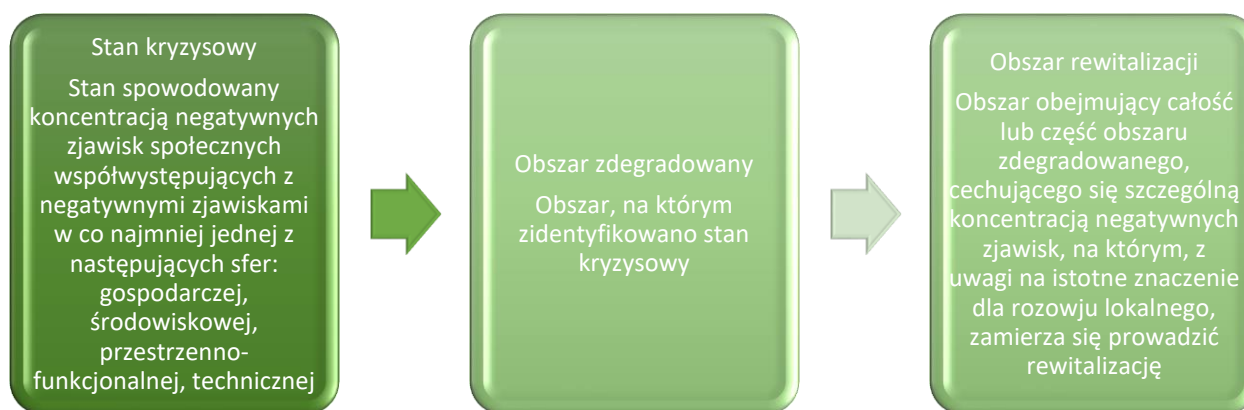 Stan kryzysowy
Stan spowodowany
koncentracją negatywnych
zjawisk społecznych
współwystępujących z
negatywnymi zjawiskami
w co najmniej jednej z
następujących sfer:
gospodarczej,
środowiskowej,
przestrzenno-
funkcjonalnej, technicznej
Obszar zdegradowany
Obszar, na którym
zidentyfikowano stan
kryzysowy
Obszar rewitalizacji
Obszar obejmujący całość
lub część obszaru
zdegradowanego,
cechującego się szczególną
koncentracją negatywnych
zjawisk, na którym, z
uwagi na istotne znaczenie
dla rozowju lokalnego,
zamierza się prowadzić
rewitalizację